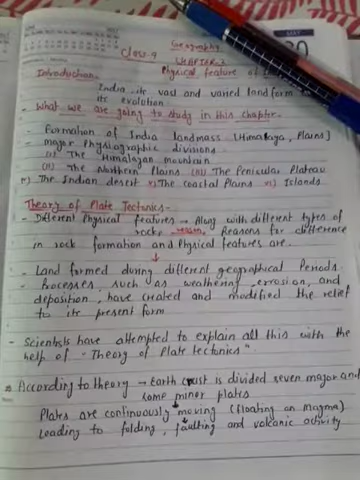 Geography
Class-9
CHAPTER-2
Introduction
Physical feature of
India its vast and varied landform
its evolution
- What we are going to study in this chapter.
- Formation of India landmass (Himalaya, Plains)
- major Physiographic divisions
(i) The Himalayan mountain
(ii) The Northern Plains (iii) The Penisular Plateau
The Indian desert v) The Coastal Plains vi) Islands
Theory of Plate Tectonics -
- Different Physical features → Along with different types of
rocks, reason. Reasons for difference
in rock formation and Physical features are.
↓
- Land formed during different geographical Periods
- Processes, such as weathering, errosion, and
deposition, have created and modified the relief
to its present form
- Scientists have attempted to explain all this with the
help of - "Theory of Plate tectonics".
According to theory → Earth crust is divided seven major and
some minor plates
Plates are continuously moving (floating on magma)
leading to folding, faulting and volcanic activity